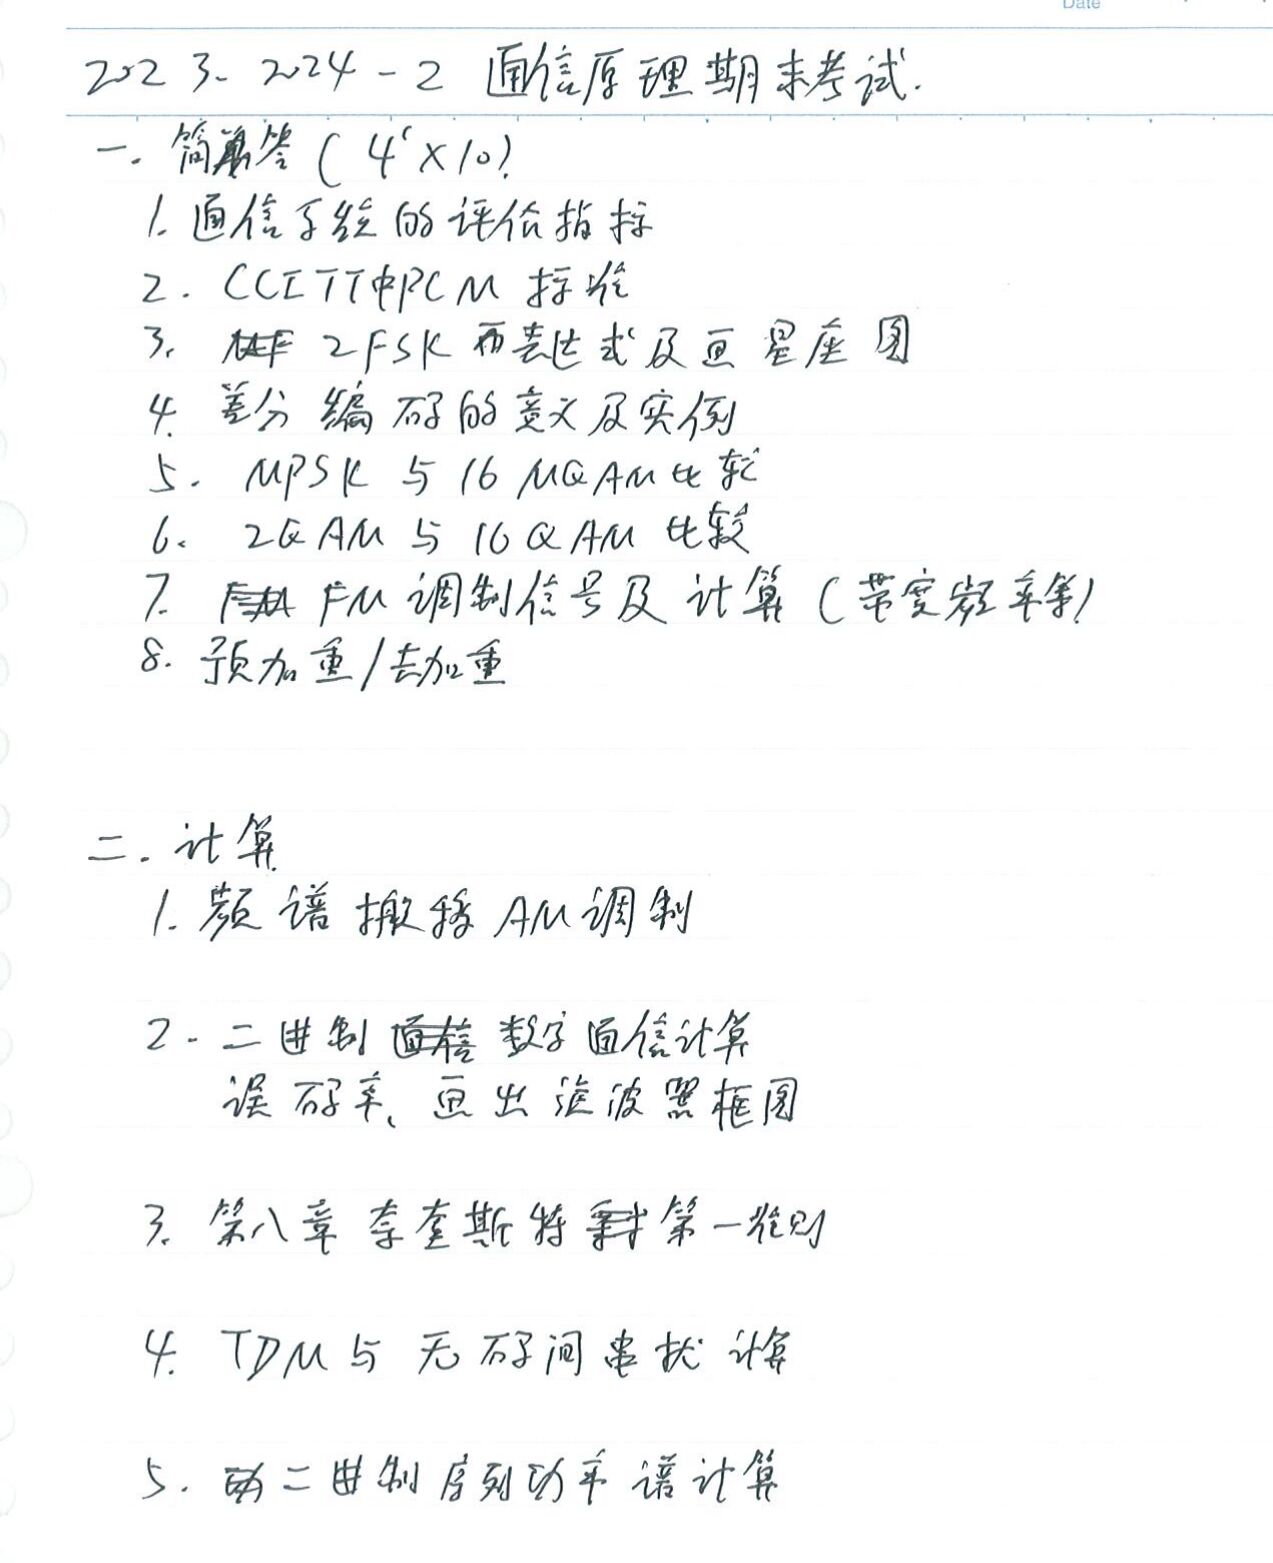 Date
2023-2024-2 通信原理期末考试.
一. 简答 (4'×10)
1. 通信系统的评价指标
2. CCITT中PCM标准
3. 2FSK 表达式及画星座图
4. 差分编码的意义及实例
5. MPSK与16MQAM比较
6. 2QAM与16QAM比较
7. FM调制信号及计算(带宽频率等)
8. 预加重/去加重
二. 计算
1. 频谱搬移 AM调制
2. 二进制 数字通信计算
误码率、画出滤波器框图
3. 第八章 奈奎斯特 第一准则
4. TDM与无码间串扰计算
5. 二进制序列功率谱计算